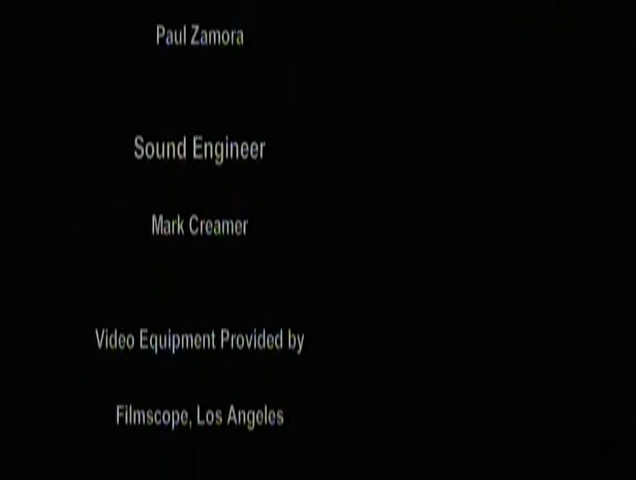 Paul Zamora
Sound Engineer
Mark Creamer
Video Equipment Provided by
Filmscope, Los Angeles